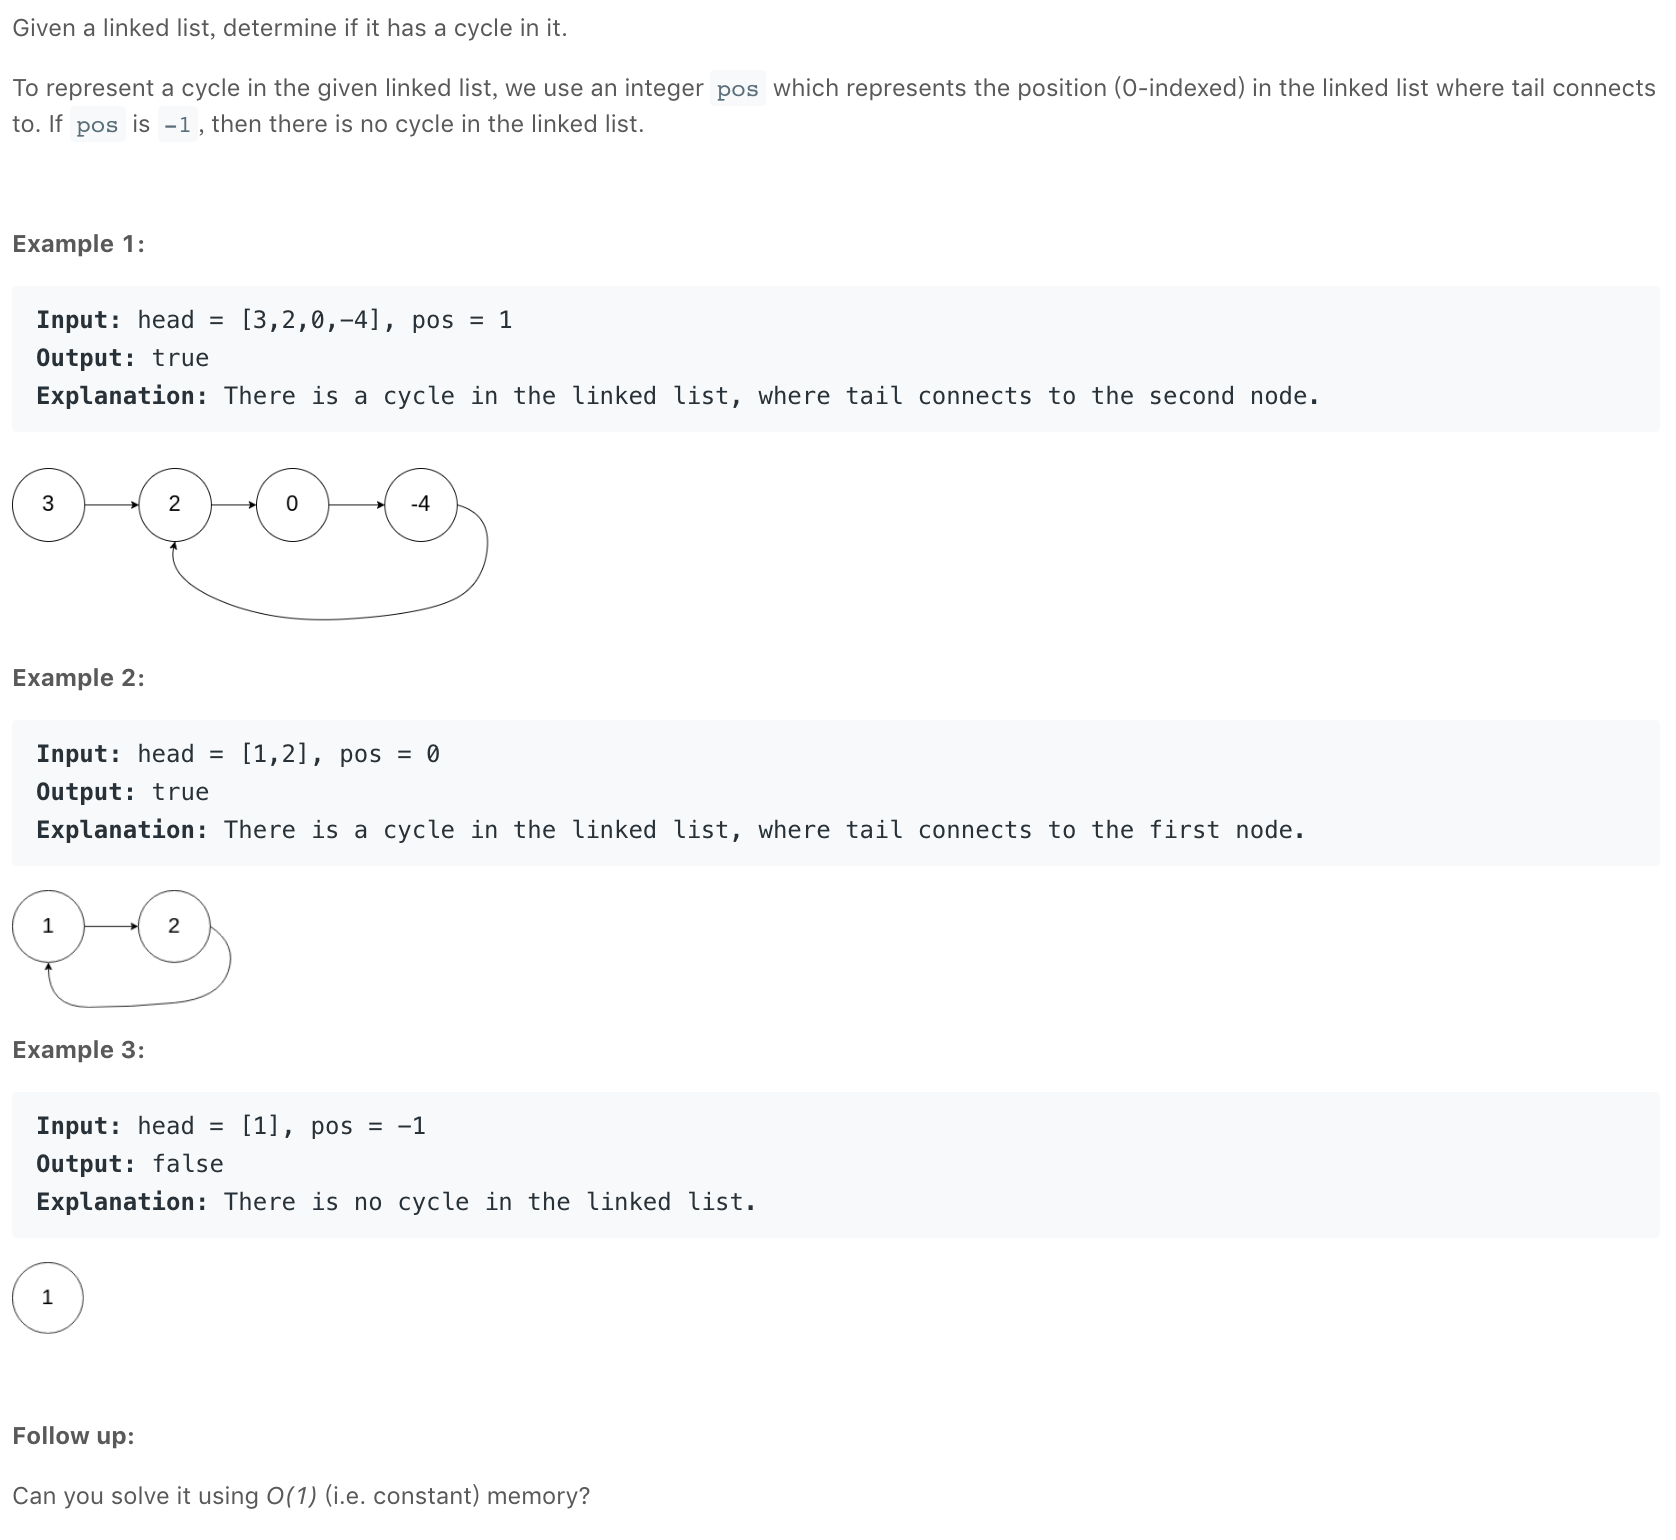 Given a linked list, determine if it has a cycle in it.
To represent a cycle in the given linked list, we use an integer pos which represents the position (0-indexed) in the linked list where tail connects
to. If pos is -1 , then there is no cycle in the linked list.
Example 1:
Input: head = [3,2,0,-4], pos = 1
Output: true
Explanation: There is a cycle in the linked list, where tail connects to the second node.
3 2 0 -4
Example 2:
Input: head = [1,2], pos = 0
Output: true
Explanation: There is a cycle in the linked list, where tail connects to the first node.
1 2
Example 3:
Input: head = [1], pos = -1
Output: false
Explanation: There is no cycle in the linked list.
1
Follow up:
Can you solve it using O(1) (i.e. constant) memory?